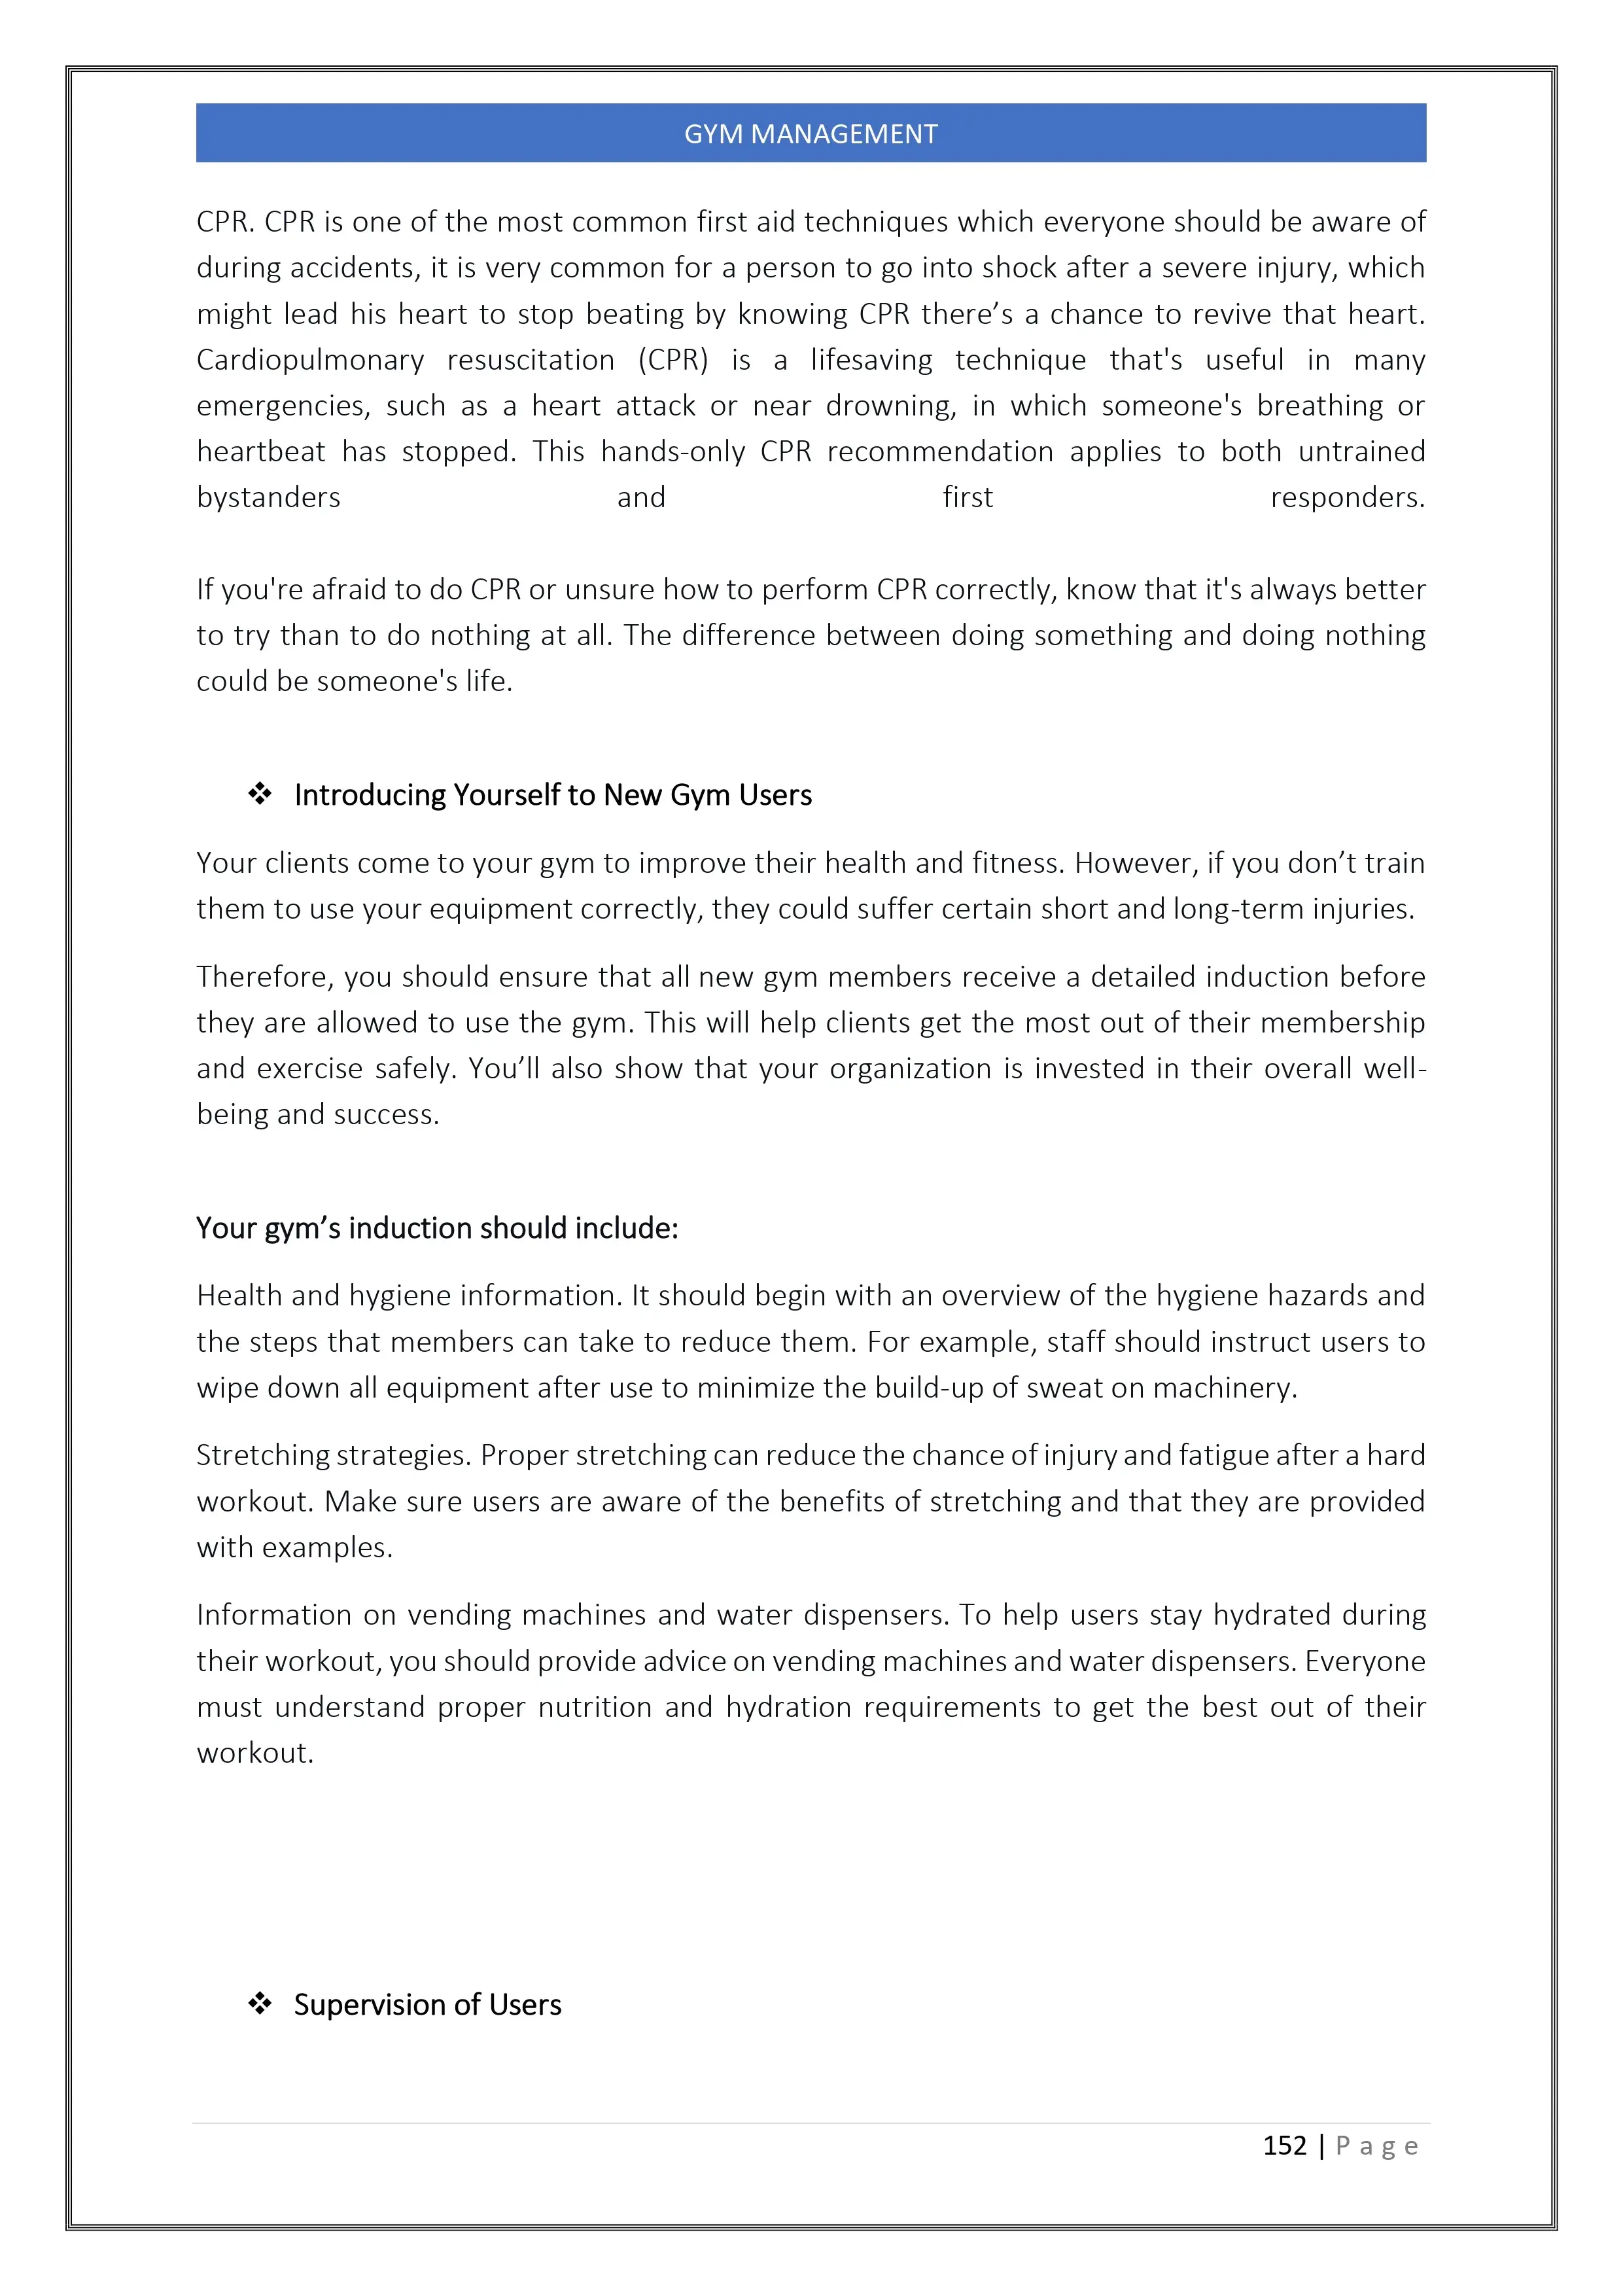 GYM MANAGEMENT
CPR. CPR is one of the most common first aid techniques which everyone should be aware of
during accidents, it is very common for a person to go into shock after a severe injury, which
might lead his heart to stop beating by knowing CPR there’s a chance to revive that heart.
Cardiopulmonary resuscitation (CPR) is a lifesaving technique that's useful in many
emergencies, such as a heart attack or near drowning, in which someone's breathing or
heartbeat has stopped. This hands-only CPR recommendation applies to both untrained
bystanders and first responders.
If you're afraid to do CPR or unsure how to perform CPR correctly, know that it's always better
to try than to do nothing at all. The difference between doing something and doing nothing
could be someone's life.
❖ Introducing Yourself to New Gym Users
Your clients come to your gym to improve their health and fitness. However, if you don’t train
them to use your equipment correctly, they could suffer certain short and long-term injuries.
Therefore, you should ensure that all new gym members receive a detailed induction before
they are allowed to use the gym. This will help clients get the most out of their membership
and exercise safely. You’ll also show that your organization is invested in their overall well-
being and success.
Your gym’s induction should include:
Health and hygiene information. It should begin with an overview of the hygiene hazards and
the steps that members can take to reduce them. For example, staff should instruct users to
wipe down all equipment after use to minimize the build-up of sweat on machinery.
Stretching strategies. Proper stretching can reduce the chance of injury and fatigue after a hard
workout. Make sure users are aware of the benefits of stretching and that they are provided
with examples.
Information on vending machines and water dispensers. To help users stay hydrated during
their workout, you should provide advice on vending machines and water dispensers. Everyone
must understand proper nutrition and hydration requirements to get the best out of their
workout.
❖ Supervision of Users
152 | P a g e